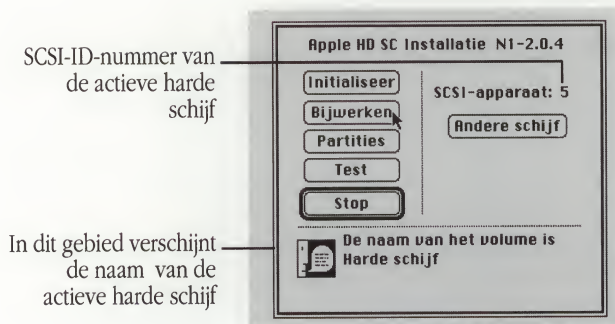 SCSI-ID-nummer van
de actieve harde
schijf
In dit gebied verschijnt
de naam van de
actieve harde schijf
Apple HD SC Installatie N1-2.0.4
Initialiseer
Bijwerken
Partities
Test
Stop
SCSI-apparaat: 5
Andere schijf
De naam van het volume is
Harde schijf